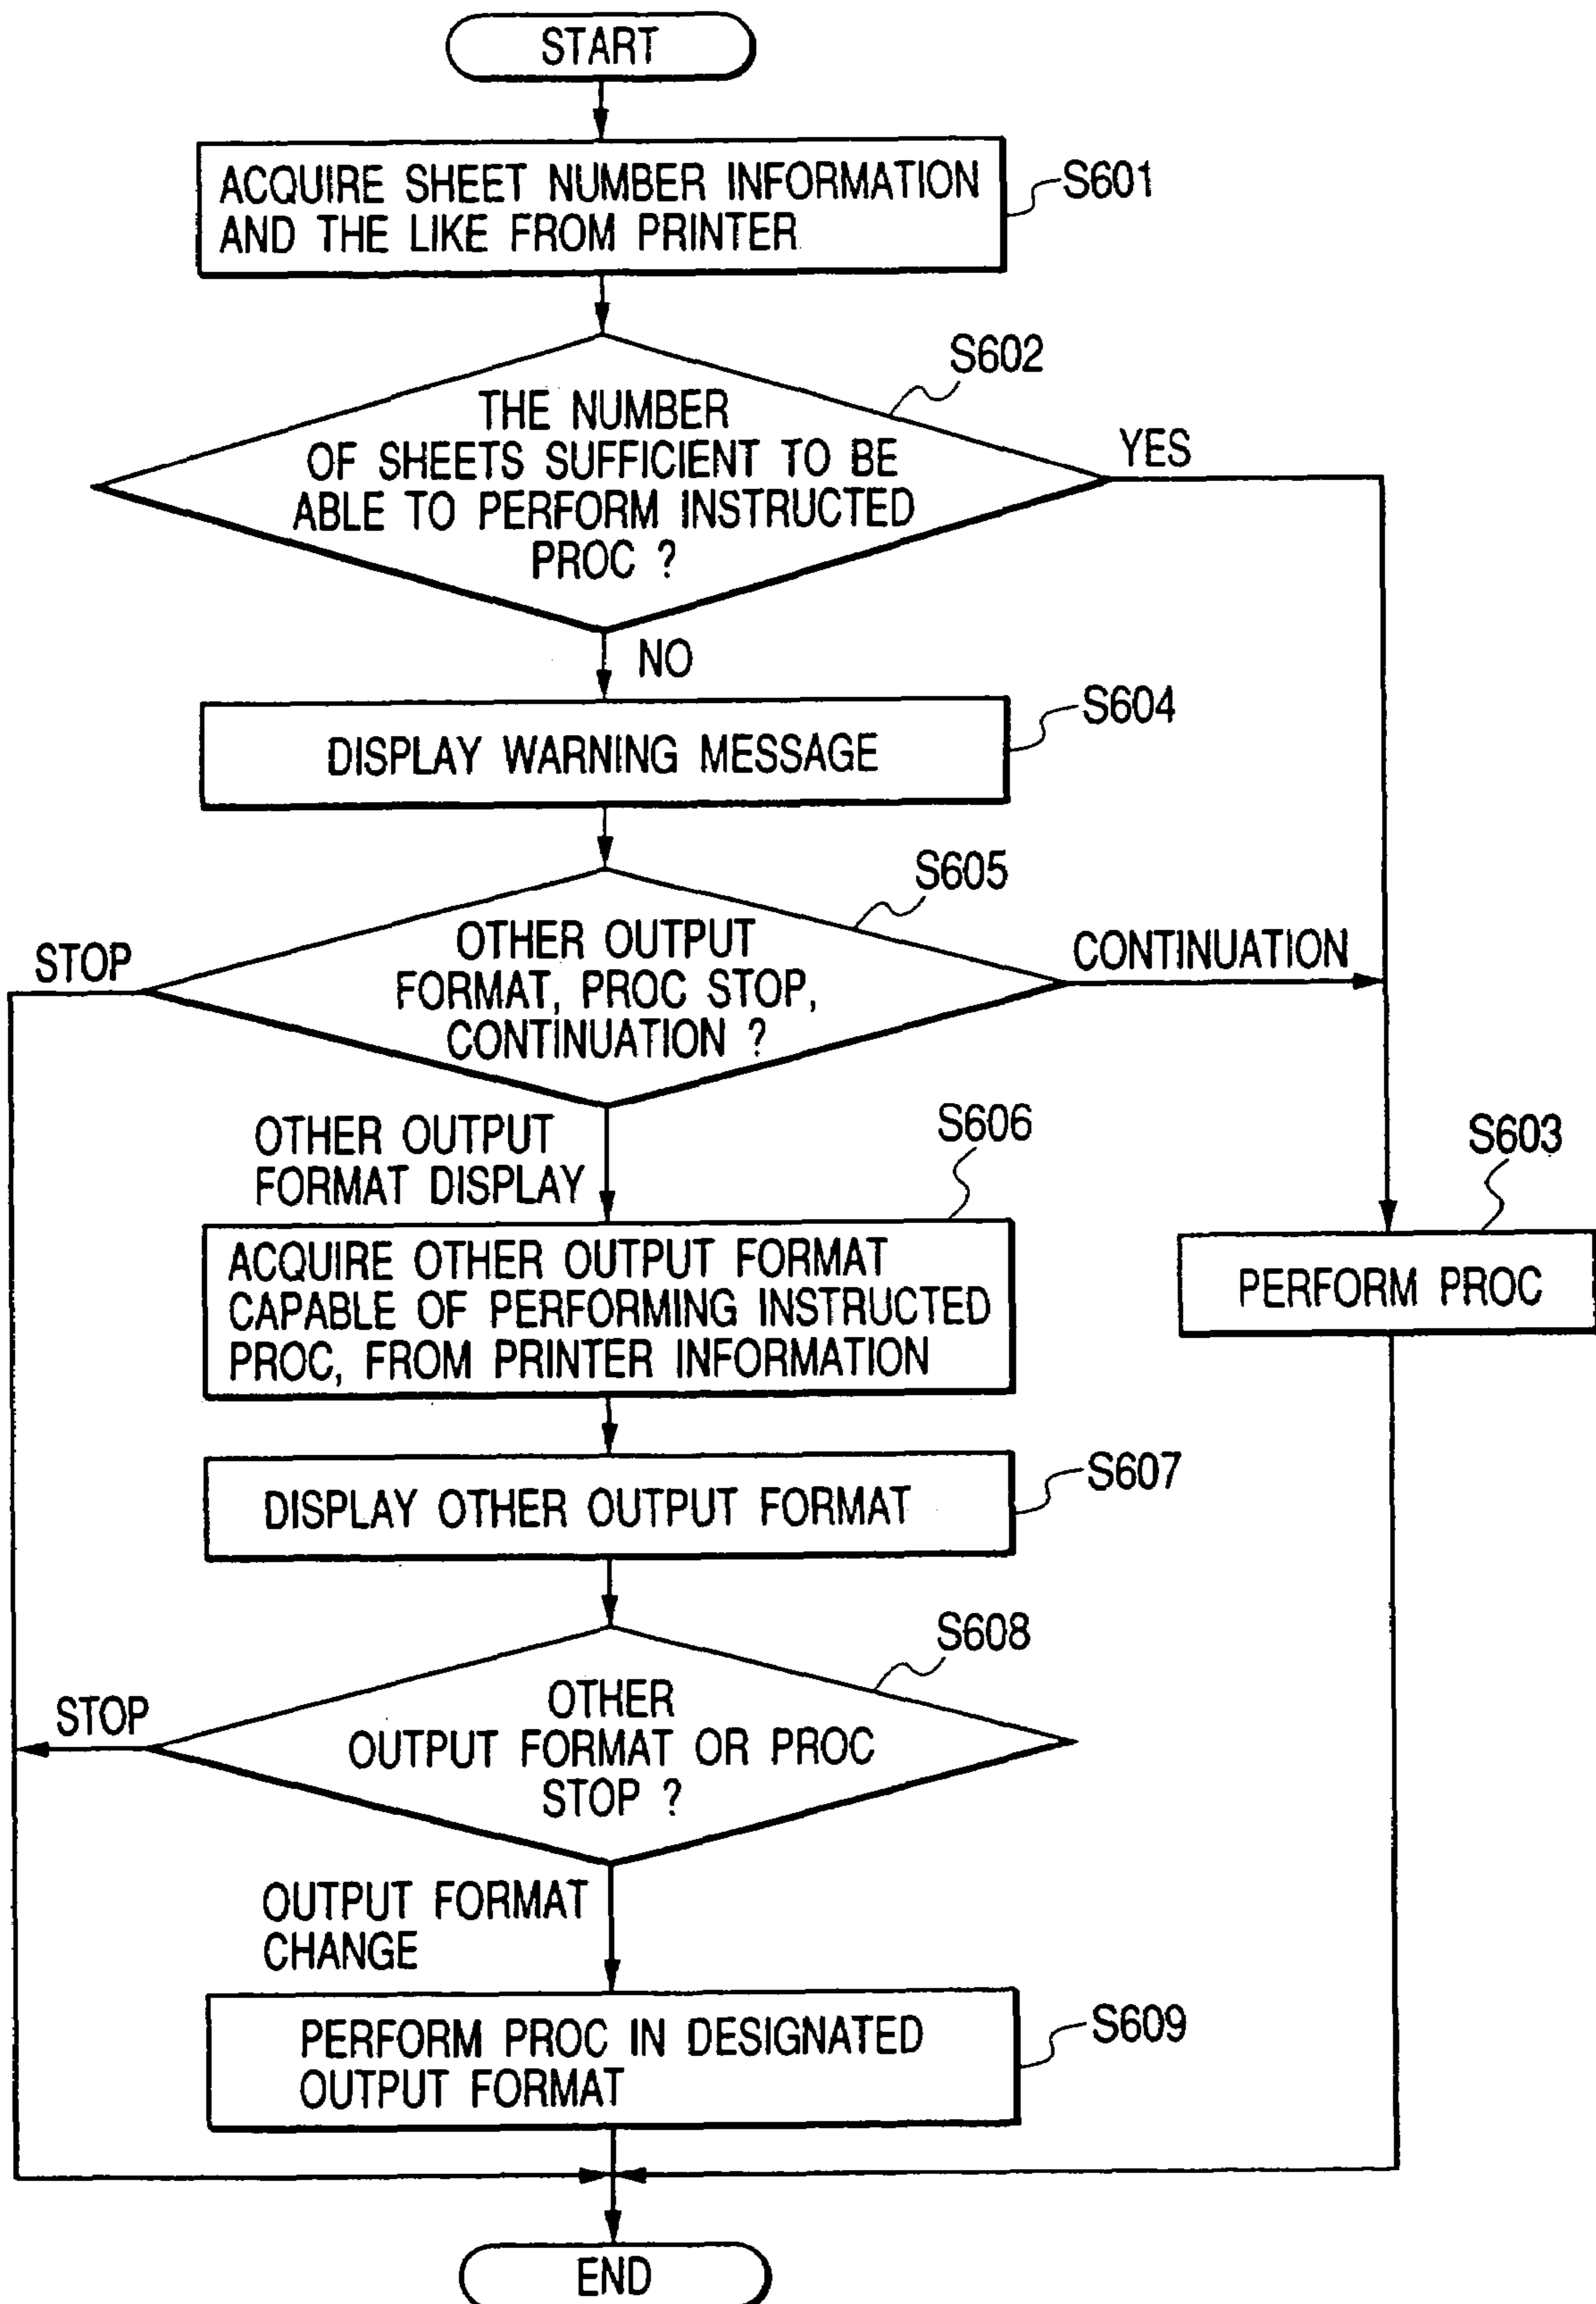 START
ACQUIRE SHEET NUMBER INFORMATION
AND THE LIKE FROM PRINTER
S601
S602
THE NUMBER
OF SHEETS SUFFICIENT TO BE
ABLE TO PERFORM INSTRUCTED
PROC ?
YES
NO
S604
DISPLAY WARNING MESSAGE
S605
OTHER OUTPUT
FORMAT, PROC STOP,
CONTINUATION ?
STOP
CONTINUATION
OTHER OUTPUT
FORMAT DISPLAY
S606
S603
ACQUIRE OTHER OUTPUT FORMAT
CAPABLE OF PERFORMING INSTRUCTED
PROC, FROM PRINTER INFORMATION
PERFORM PROC
S607
DISPLAY OTHER OUTPUT FORMAT
S608
OTHER
OUTPUT FORMAT OR PROC
STOP ?
STOP
OUTPUT FORMAT
CHANGE
PERFORM PROC IN DESIGNATED
OUTPUT FORMAT
S609
END